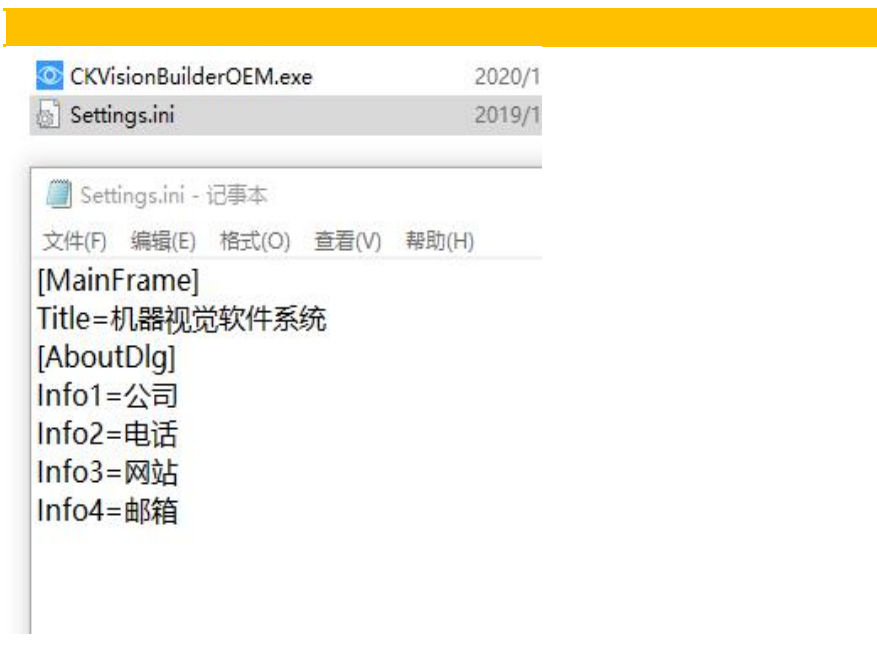 CKVisionBuilderOEM.exe 2020/1
Settings.ini 2019/1
Settings.ini - 记事本
文件(F) 编辑(E) 格式(O) 查看(V) 帮助(H)
[MainFrame]
Title=机器视觉软件系统
[AboutDlg]
Info1=公司
Info2=电话
Info3=网站
Info4=邮箱